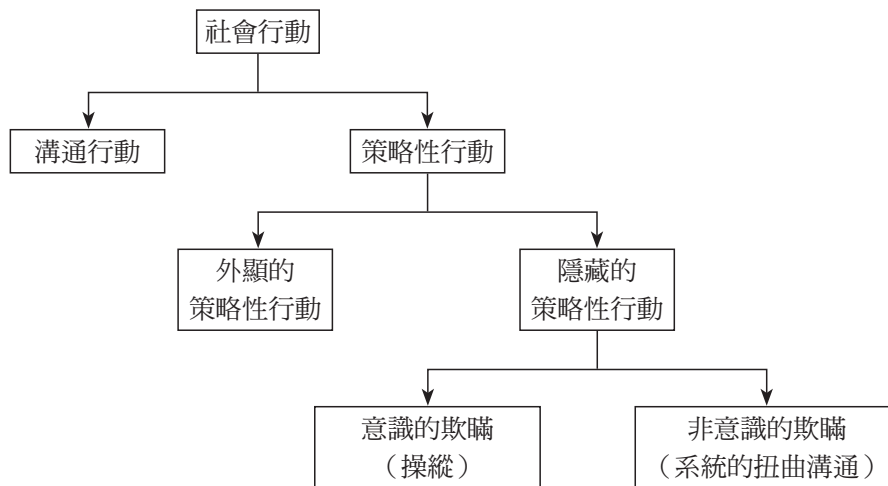 社會行動
溝通行動
策略性行動
外顯的
策略性行動
隱藏的
策略性行動
意識的欺瞞
（操縱）
非意識的欺瞞
（系統的扭曲溝通）